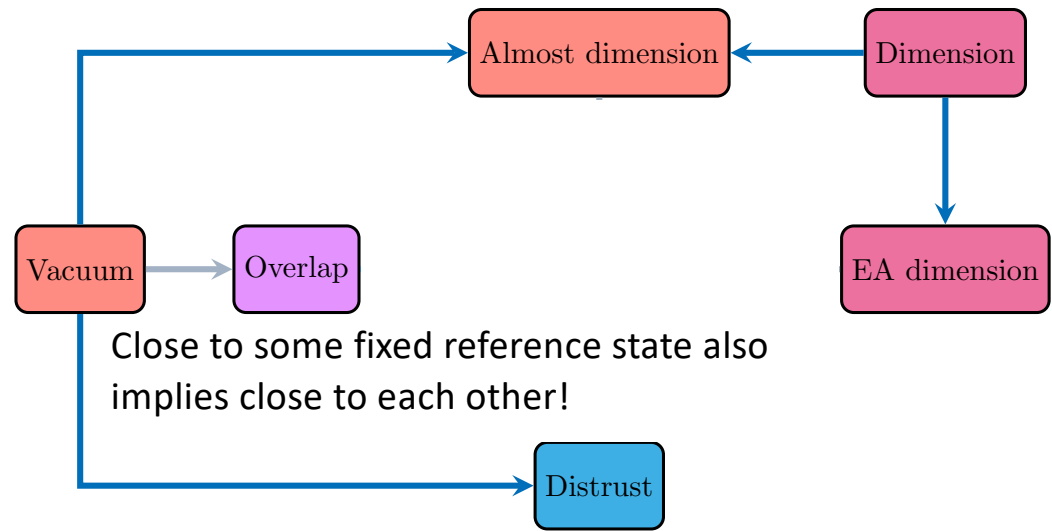 Almost dimension
Dimension
Vacuum
Overlap
EA dimension
Close to some fixed reference state also
implies close to each other!
Distrust